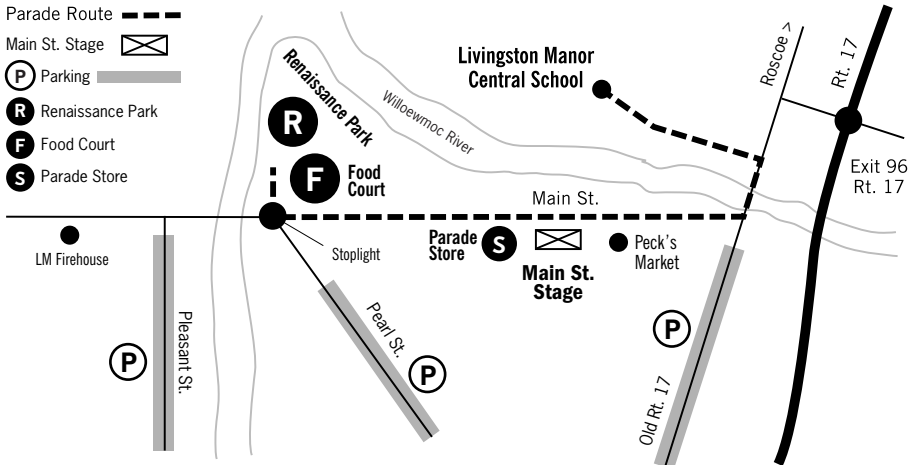 Parade Route
Main St. Stage
P Parking
R Renaissance Park
F Food Court
S Parade Store
Renaissance Park
R
F
Food
Court
Willoewmoc River
Livingston Manor
Central School
Roscoe >
Rt. 17
Exit 96
Rt. 17
Main St.
LM Firehouse
Stoplight
Parade
Store
S
Main St.
Stage
Peck's
Market
P
Pleasant St.
Pearl St.
P
P
Old Rt. 17